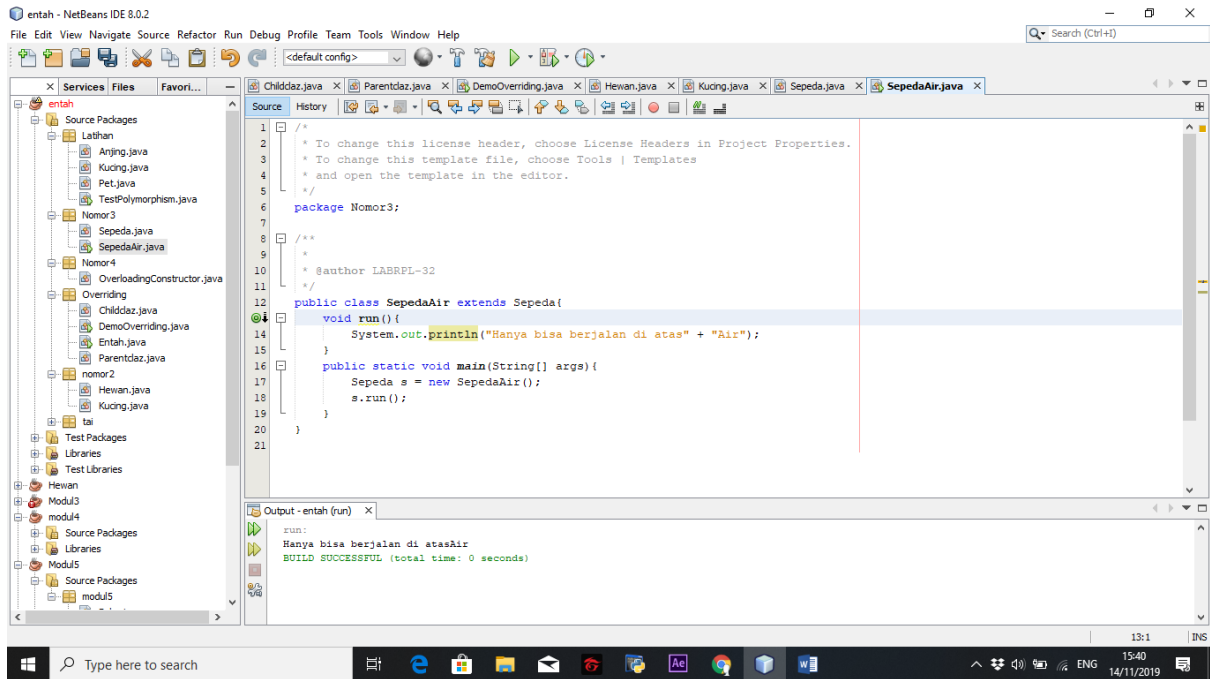 entah - NetBeans IDE 8.0.2
File Edit View Navigate Source Refactor Run Debug Profile Team Tools Window Help
Search (Ctrl+I)
<default config>
Services Files Favori...
Childclaz.java Parentclaz.java DemoOverriding.java Hewan.java Kucing.java Sepeda.java SepedaAir.java
Source History
entah
Source Packages
Latihan
Anjing.java
Kucing.java
Pet.java
TestPolymorphism.java
Nomor3
Sepeda.java
SepedaAir.java
Nomor4
OverloadingConstructor.java
Overriding
Childclaz.java
DemoOverriding.java
Entah.java
Parentclaz.java
nomor2
Hewan.java
Kucing.java
tai
Test Packages
Libraries
Test Libraries
Hewan
Modul3
modul4
Source Packages
Libraries
Modul5
Source Packages
modul5
1 /*
2 * To change this license header, choose License Headers in Project Properties.
3 * To change this template file, choose Tools | Templates
4 * and open the template in the editor.
5 */
6 package Nomor3;
7
8 /**
9 *
10 * @author LABRPL-32
11 */
12 public class SepedaAir extends Sepeda{
void run(){
14 System.out.println("Hanya bisa berjalan di atas" + "Air");
15 }
16 public static void main(String[] args){
17 Sepeda s = new SepedaAir();
18 s.run();
19 }
20 }
21
Output - entah (run)
run:
Hanya bisa berjalan di atasAir
BUILD SUCCESSFUL (total time: 0 seconds)
13:1 INS
Type here to search
Ae
W
ENG
15:40
14/11/2019